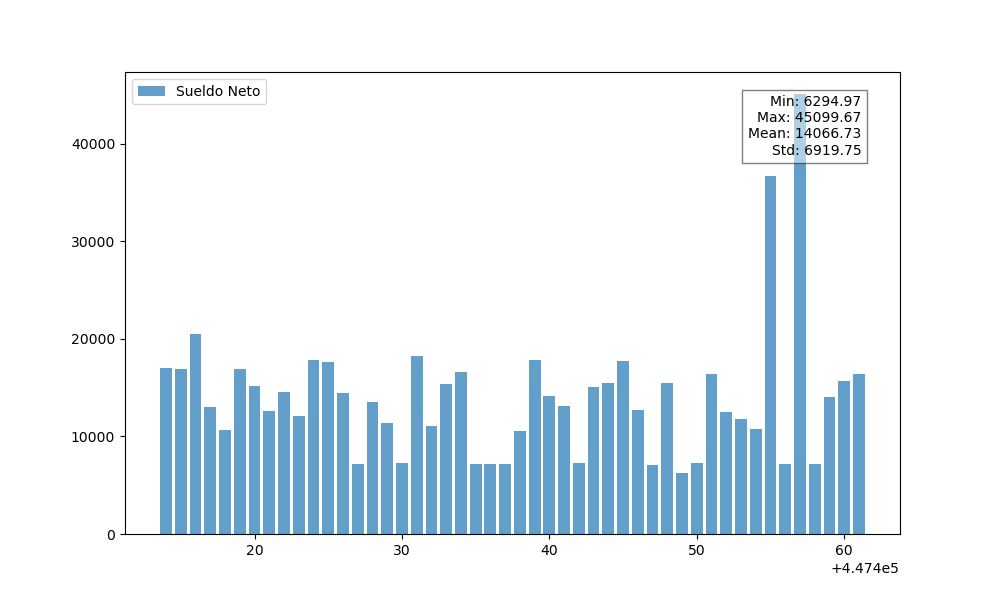 Sueldo Neto
Min: 6294.97
Max: 45099.67
Mean: 14066.73
Std: 6919.75
40000
30000
20000
10000
0
20 30 40 50 60
+4.474e5